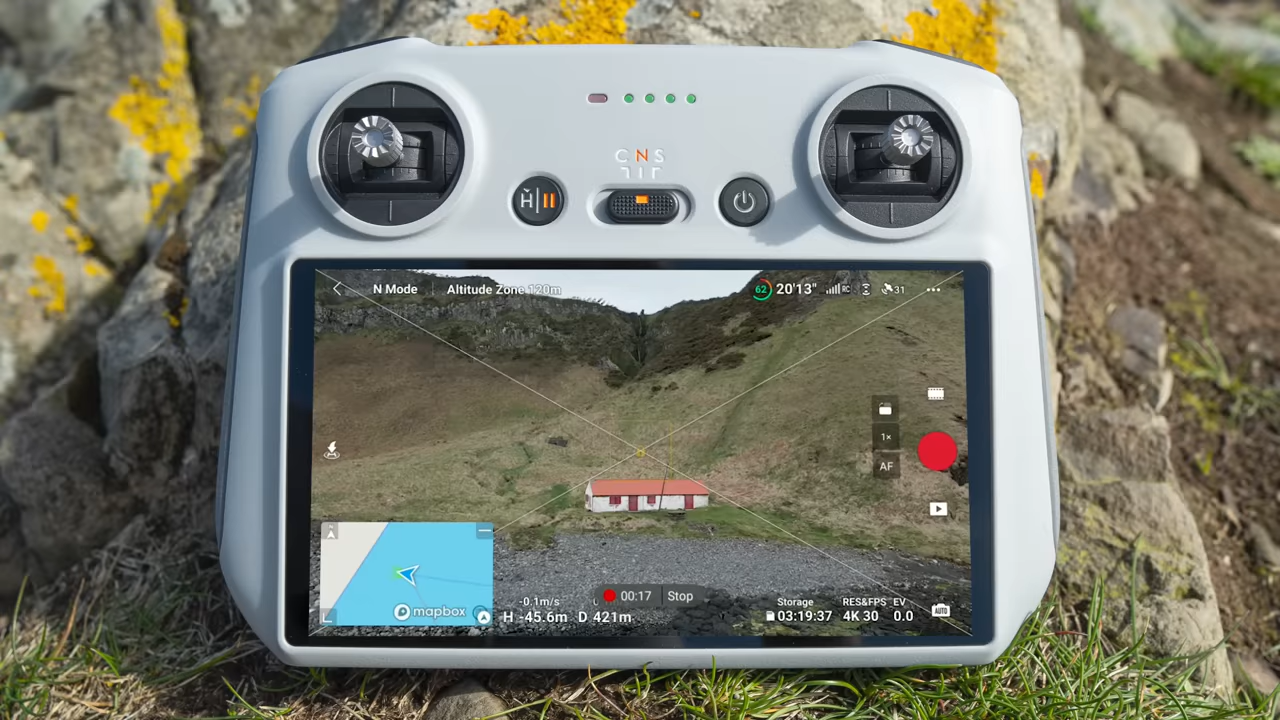 C N S
H
N Mode
Altitude Zone 120m
62 20'13" RC 31
1×
AF
N
mapbox
-0.1m/s
H -45.6m D 421m
00:17 Stop
Storage
03:19:37
RES&FPS
4K 30
EV
0.0
AUTO